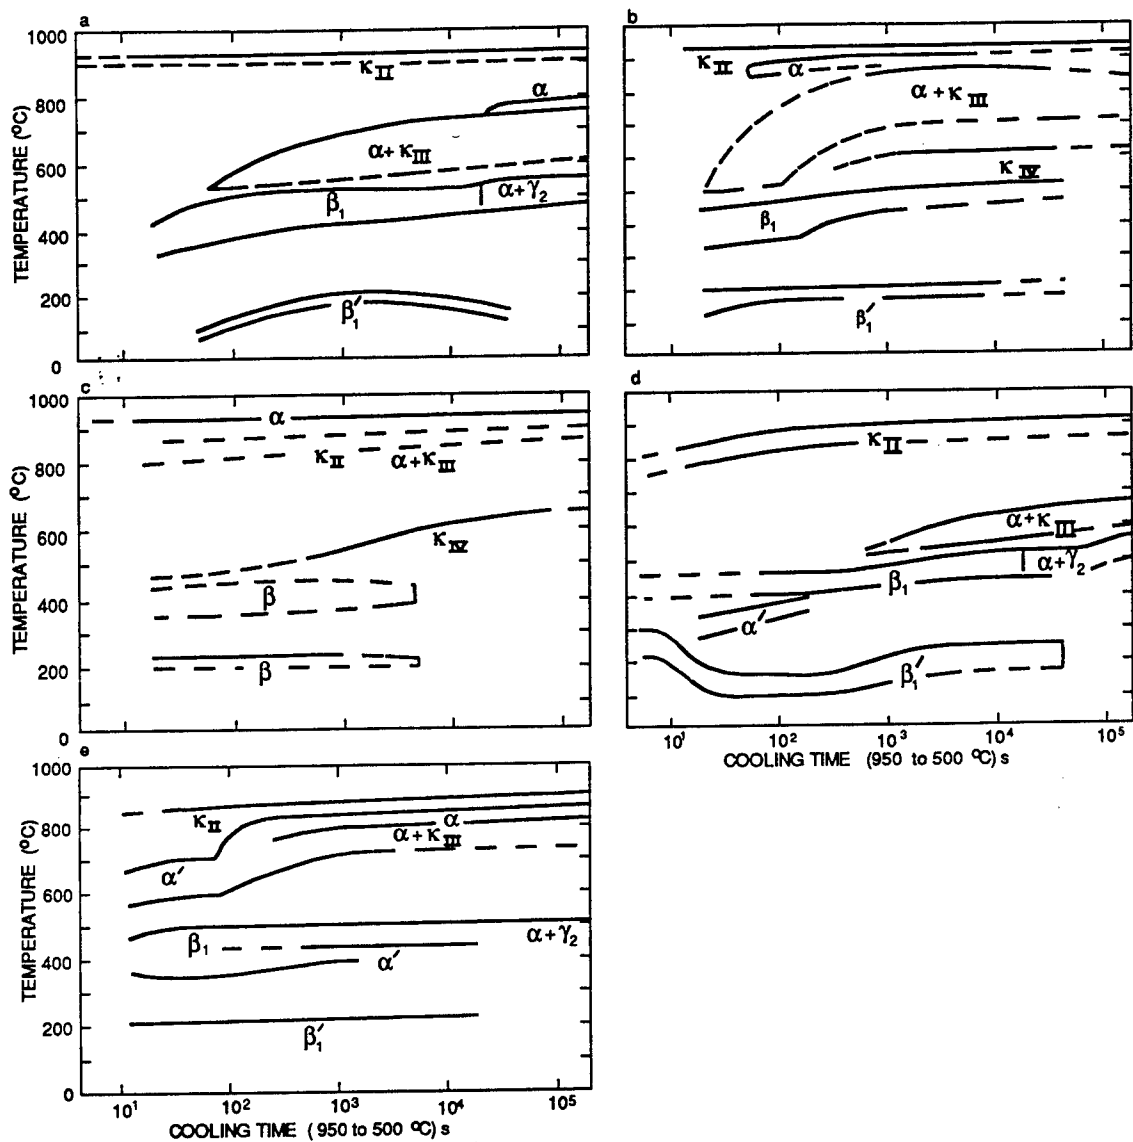 a
1000
800
600
400
200
0
TEMPERATURE (°C)
κII
α
α+κIII
β1
α+γ2
β1′
b
κII
α
α+κIII
κIV
β1
β1′
c
1000
800
600
400
200
0
TEMPERATURE (°C)
α
κII
α+κIII
κIV
β
β
d
κII
α+κIII
α+γ2
β1
α′
β1′
10¹ 10² 10³ 10⁴ 10⁵
COOLING TIME (950 to 500 °C) s
e
1000
800
600
400
200
0
TEMPERATURE (°C)
κII
α
α+κIII
α′
β1
α+γ2
α′
β1′
10¹ 10² 10³ 10⁴ 10⁵
COOLING TIME (950 to 500 °C) s